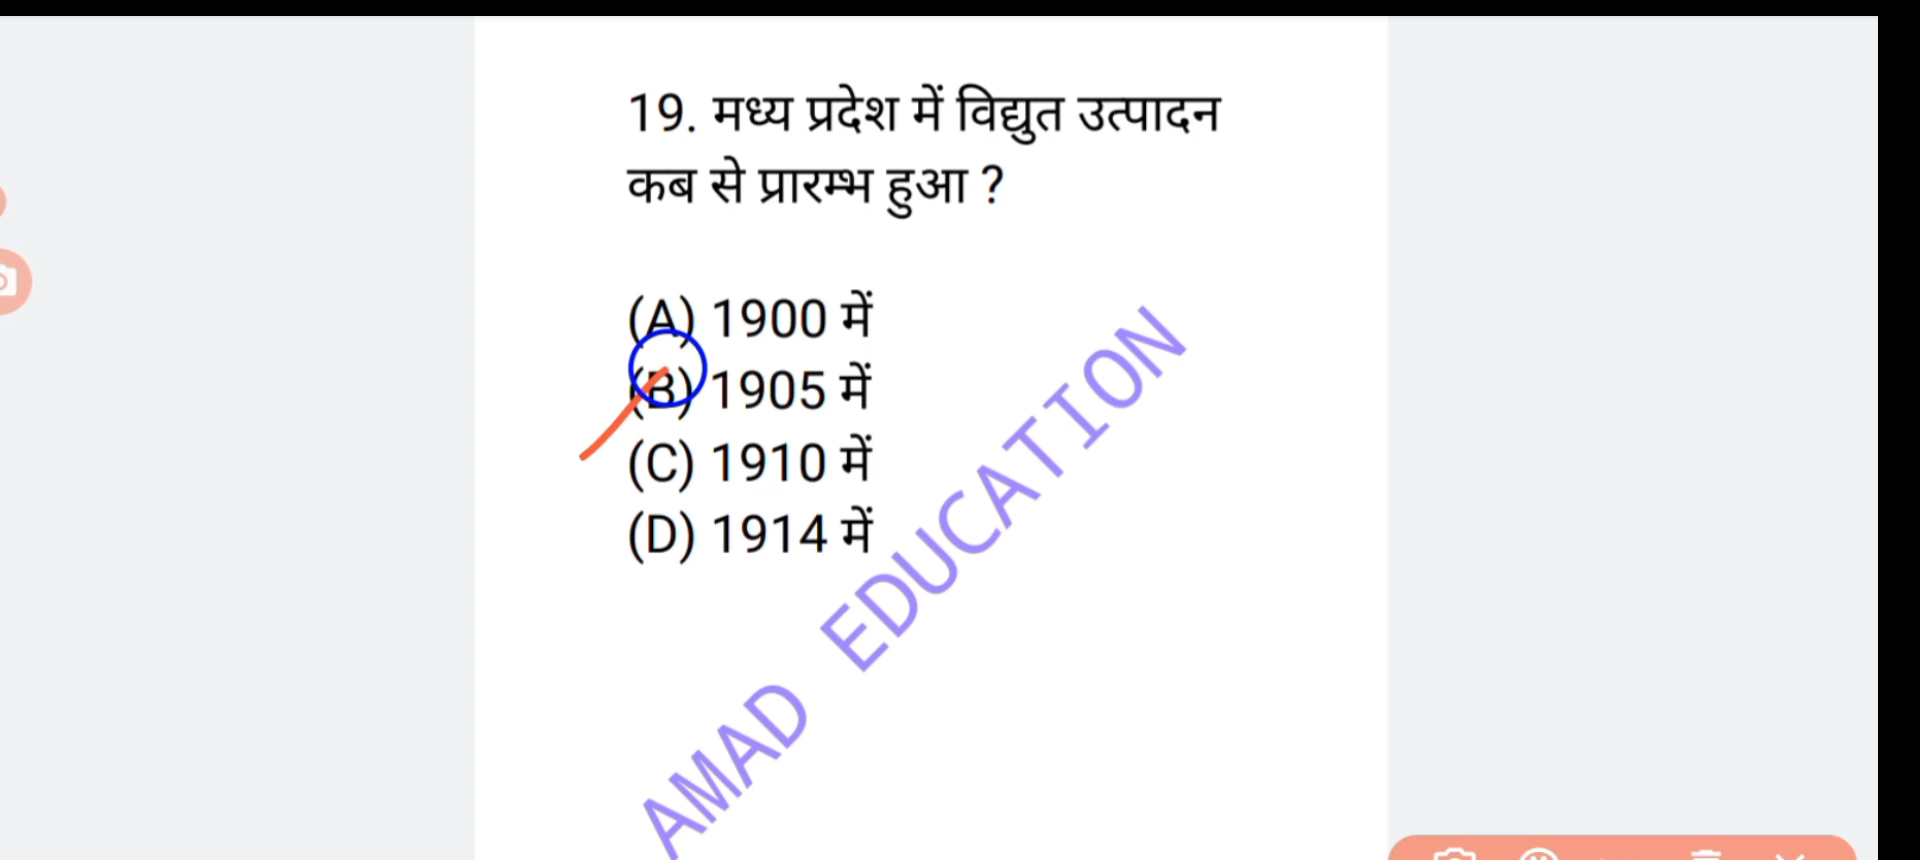 19. मध्य प्रदेश में विद्युत उत्पादन
कब से प्रारम्भ हुआ ?
(A) 1900 में
(B) 1905 में
(C) 1910 में
(D) 1914 में
AMAD EDUCATION